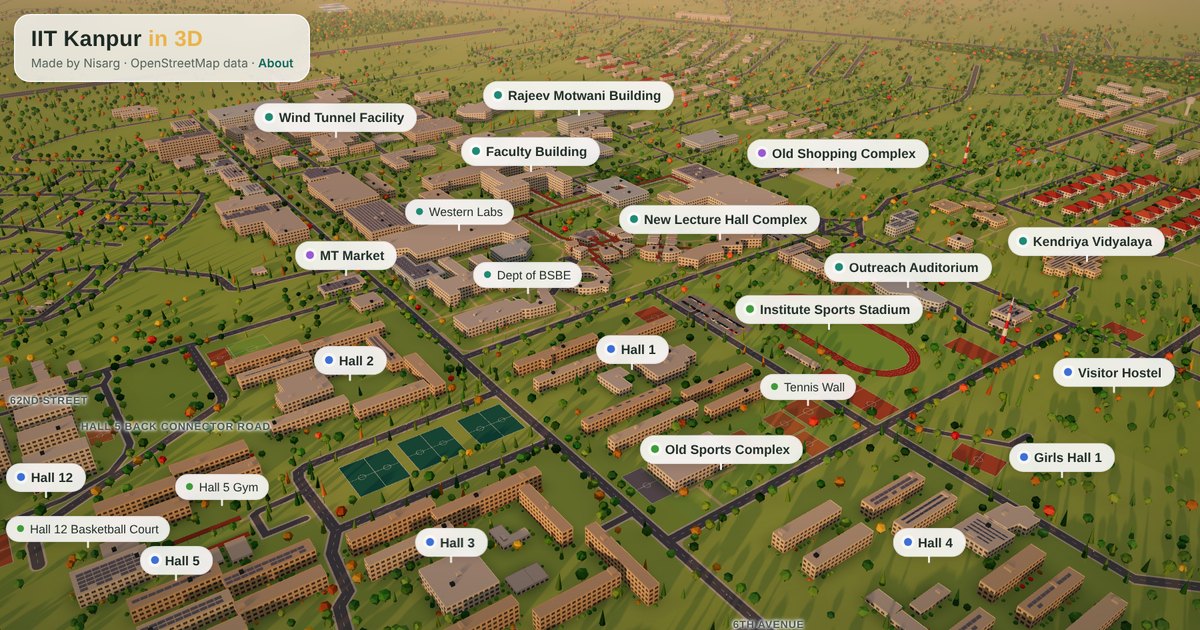 IIT Kanpur in 3D
Made by Nisarg · OpenStreetMap data · About
Rajeev Motwani Building
Wind Tunnel Facility
Faculty Building
Old Shopping Complex
Western Labs
New Lecture Hall Complex
Kendriya Vidyalaya
MT Market
Dept of BSBE
Outreach Auditorium
Institute Sports Stadium
Hall 1
Hall 2
Visitor Hostel
Tennis Wall
62ND STREET
HALL 5 BACK CONNECTOR ROAD
Old Sports Complex
Girls Hall 1
Hall 12
Hall 5 Gym
Hall 12 Basketball Court
Hall 3
Hall 4
Hall 5
6TH AVENUE